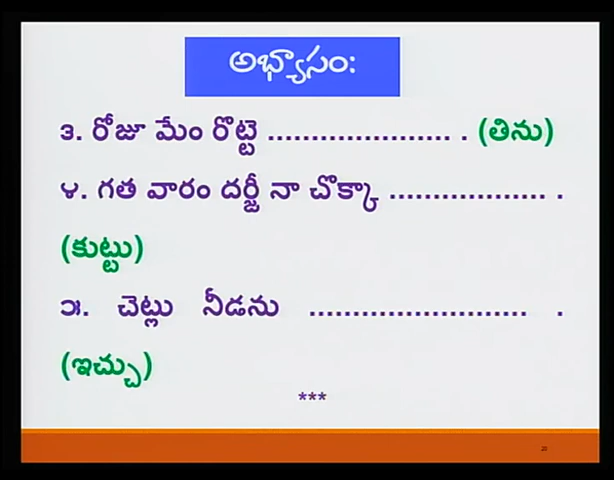 అభ్యాసం:
౩. రోజూ మేం రొట్టె ..................... . (తిను)
౪. గత వారం దర్జీ నా చొక్కా .................. .
(కుట్టు)
౫. చెట్లు నీడను ......................... .
(ఇచ్చు)
***